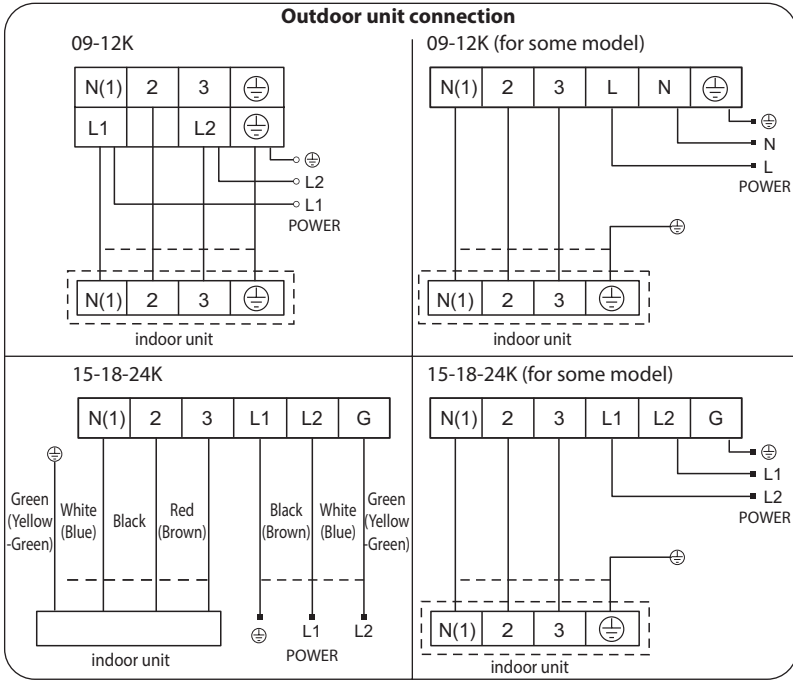 Outdoor unit connection
09-12K
N(1) 2 3 ⏚
L1 L2 ⏚
⏚
L2
L1
POWER
N(1) 2 3 ⏚
indoor unit
09-12K (for some model)
N(1) 2 3 L N ⏚
⏚
N
L
POWER
⏚
N(1) 2 3 ⏚
indoor unit
15-18-24K
N(1) 2 3 L1 L2 G
⏚
Green
(Yellow
-Green)
White
(Blue)
Black
Red
(Brown)
Black
(Brown)
White
(Blue)
Green
(Yellow
-Green)
⏚ L1 L2
POWER
indoor unit
15-18-24K (for some model)
N(1) 2 3 L1 L2 G
⏚
L1
L2
POWER
⏚
N(1) 2 3 ⏚
indoor unit